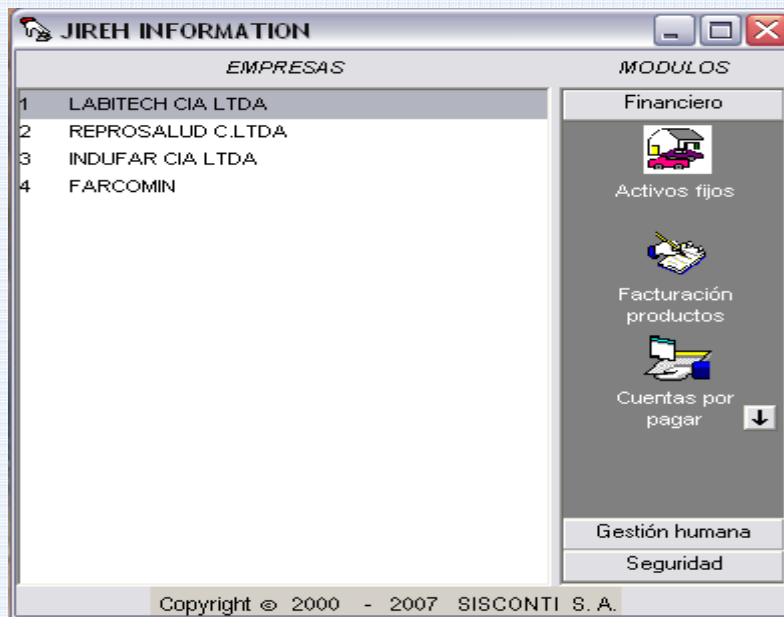 JIREH INFORMATION
EMPRESAS
MODULOS
1 LABITECH CIA LTDA
2 REPROSALUD C.LTDA
3 INDUFAR CIA LTDA
4 FARCOMIN
Financiero
Activos fijos
Facturación
productos
Cuentas por
pagar
Gestión humana
Seguridad
Copyright © 2000 - 2007 SISCONTI S. A.